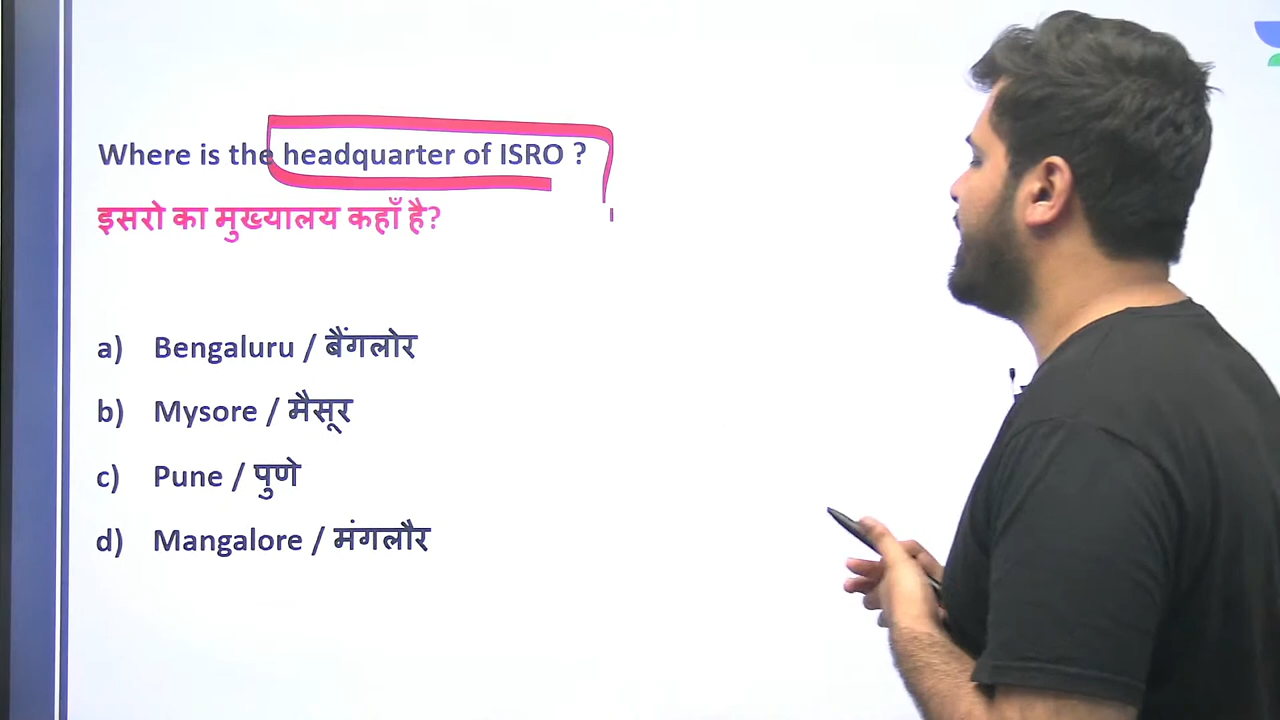 Where is the headquarter of ISRO ?
इसरो का मुख्यालय कहाँ है?
a) Bengaluru / बैंगलोर
b) Mysore / मैसूर
c) Pune / पुणे
d) Mangalore / मंगलौर